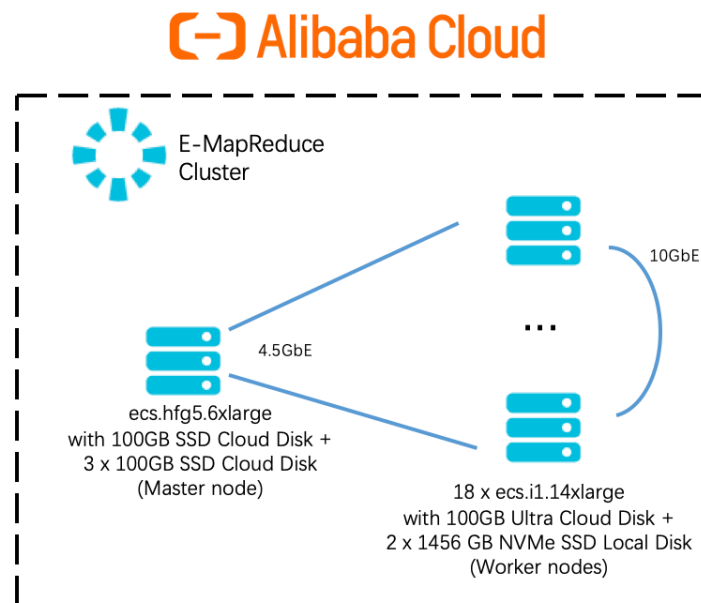 Alibaba Cloud
E-MapReduce
Cluster
10GbE
...
4.5GbE
ecs.hfg5.6xlarge
with 100GB SSD Cloud Disk +
3 x 100GB SSD Cloud Disk
(Master node)
18 x ecs.i1.14xlarge
with 100GB Ultra Cloud Disk +
2 x 1456 GB NVMe SSD Local Disk
(Worker nodes)